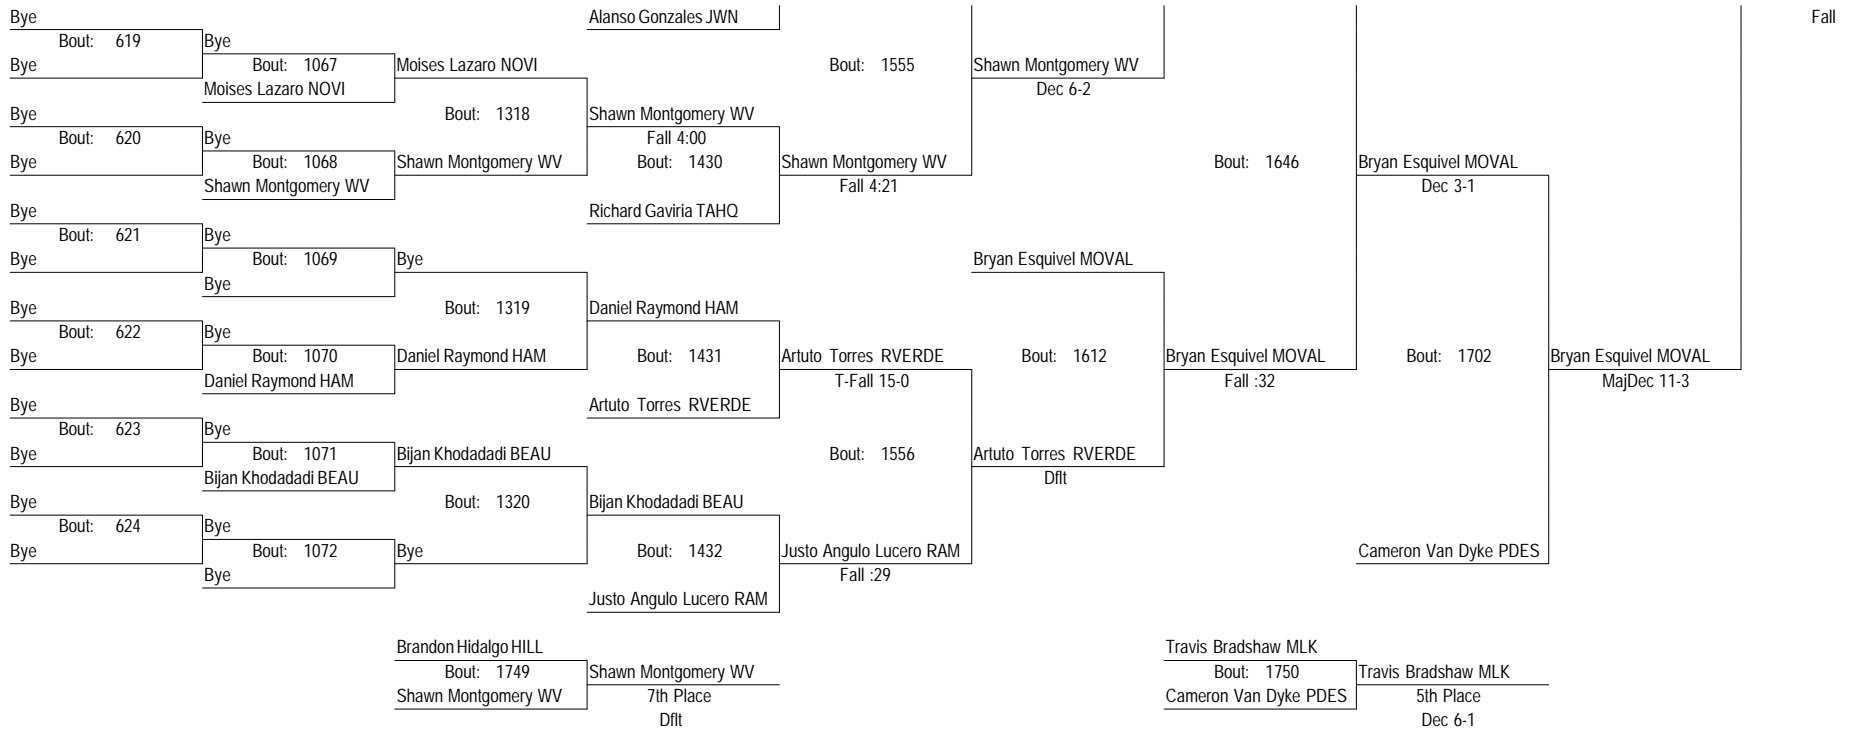 Bye
Alanso Gonzales JWN
Fall
Bout: 619
Bye
Bye
Bout: 1067
Moises Lazaro NOVI
Bout: 1555
Shawn Montgomery WV
Moises Lazaro NOVI
Dec 6-2
Bye
Bout: 1318
Shawn Montgomery WV
Bout: 620
Bye
Fall 4:00
Bye
Bout: 1068
Shawn Montgomery WV
Bout: 1430
Shawn Montgomery WV
Bout: 1646
Bryan Esquivel MOVAL
Shawn Montgomery WV
Fall 4:21
Dec 3-1
Bye
Richard Gaviria TAHQ
Bout: 621
Bye
Bye
Bout: 1069
Bye
Bryan Esquivel MOVAL
Bye
Bye
Bout: 1319
Daniel Raymond HAM
Bout: 622
Bye
Bye
Bout: 1070
Daniel Raymond HAM
Bout: 1431
Artuto Torres RVERDE
Bout: 1612
Bryan Esquivel MOVAL
Bout: 1702
Bryan Esquivel MOVAL
Daniel Raymond HAM
T-Fall 15-0
Fall :32
MajDec 11-3
Bye
Artuto Torres RVERDE
Bout: 623
Bye
Bye
Bout: 1071
Bijan Khodadadi BEAU
Bout: 1556
Artuto Torres RVERDE
Bijan Khodadadi BEAU
Dflt
Bye
Bout: 1320
Bijan Khodadadi BEAU
Bout: 624
Bye
Bye
Bout: 1072
Bye
Bout: 1432
Justo Angulo Lucero RAM
Cameron Van Dyke PDES
Bye
Fall :29
Justo Angulo Lucero RAM
Brandon Hidalgo HILL
Travis Bradshaw MLK
Bout: 1749
Shawn Montgomery WV
Bout: 1750
Travis Bradshaw MLK
Shawn Montgomery WV
7th Place
Cameron Van Dyke PDES
5th Place
Dflt
Dec 6-1